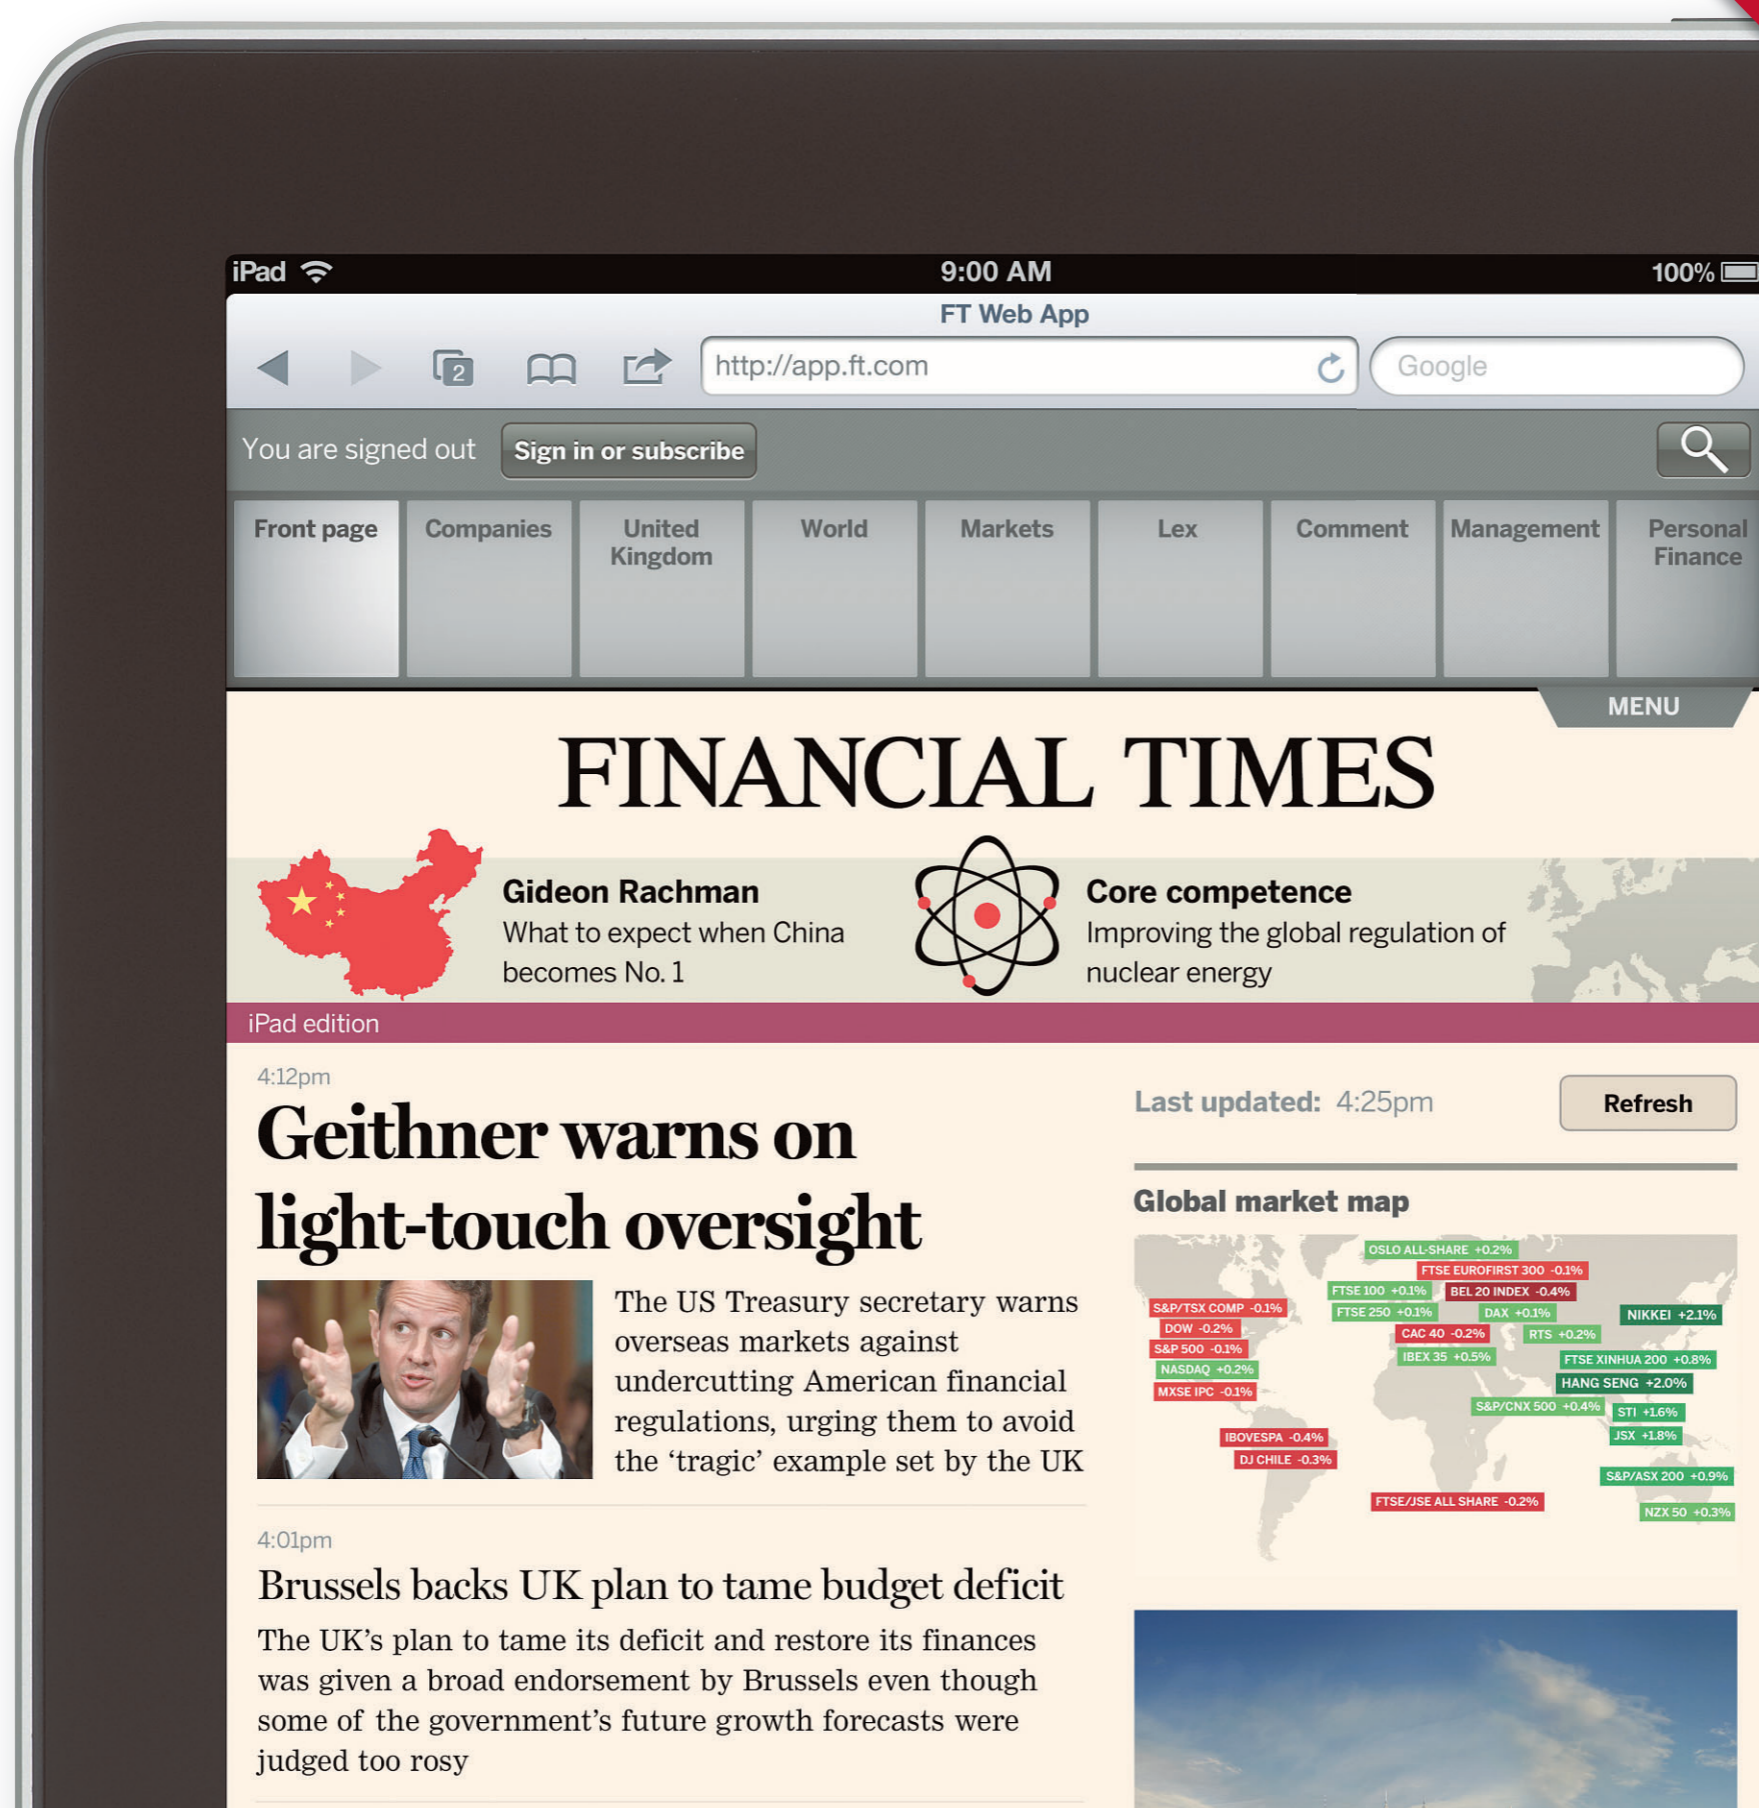 iPad
9:00 AM
100%
FT Web App
2
http://app.ft.com
Google
You are signed out
Sign in or subscribe
Front page
Companies
United
Kingdom
World
Markets
Lex
Comment
Management
Personal
Finance
MENU
FINANCIAL TIMES
Gideon Rachman
What to expect when China
becomes No. 1
Core competence
Improving the global regulation of
nuclear energy
iPad edition
4:12pm
Geithner warns on
light-touch oversight
The US Treasury secretary warns
overseas markets against
undercutting American financial
regulations, urging them to avoid
the ‘tragic’ example set by the UK
4:01pm
Brussels backs UK plan to tame budget deficit
The UK’s plan to tame its deficit and restore its finances
was given a broad endorsement by Brussels even though
some of the government’s future growth forecasts were
judged too rosy
Last updated: 4:25pm
Refresh
Global market map
OSLO ALL-SHARE +0.2%
FTSE EUROFIRST 300 -0.1%
FTSE 100 +0.1%
BEL 20 INDEX -0.4%
S&P/TSX COMP -0.1%
FTSE 250 +0.1%
DAX +0.1%
NIKKEI +2.1%
DOW -0.2%
CAC 40 -0.2%
RTS +0.2%
S&P 500 -0.1%
IBEX 35 +0.5%
FTSE XINHUA 200 +0.8%
NASDAQ +0.2%
HANG SENG +2.0%
MXSE IPC -0.1%
S&P/CNX 500 +0.4%
STI +1.6%
IBOVESPA -0.4%
JSX +1.8%
DJ CHILE -0.3%
S&P/ASX 200 +0.9%
FTSE/JSE ALL SHARE -0.2%
NZX 50 +0.3%